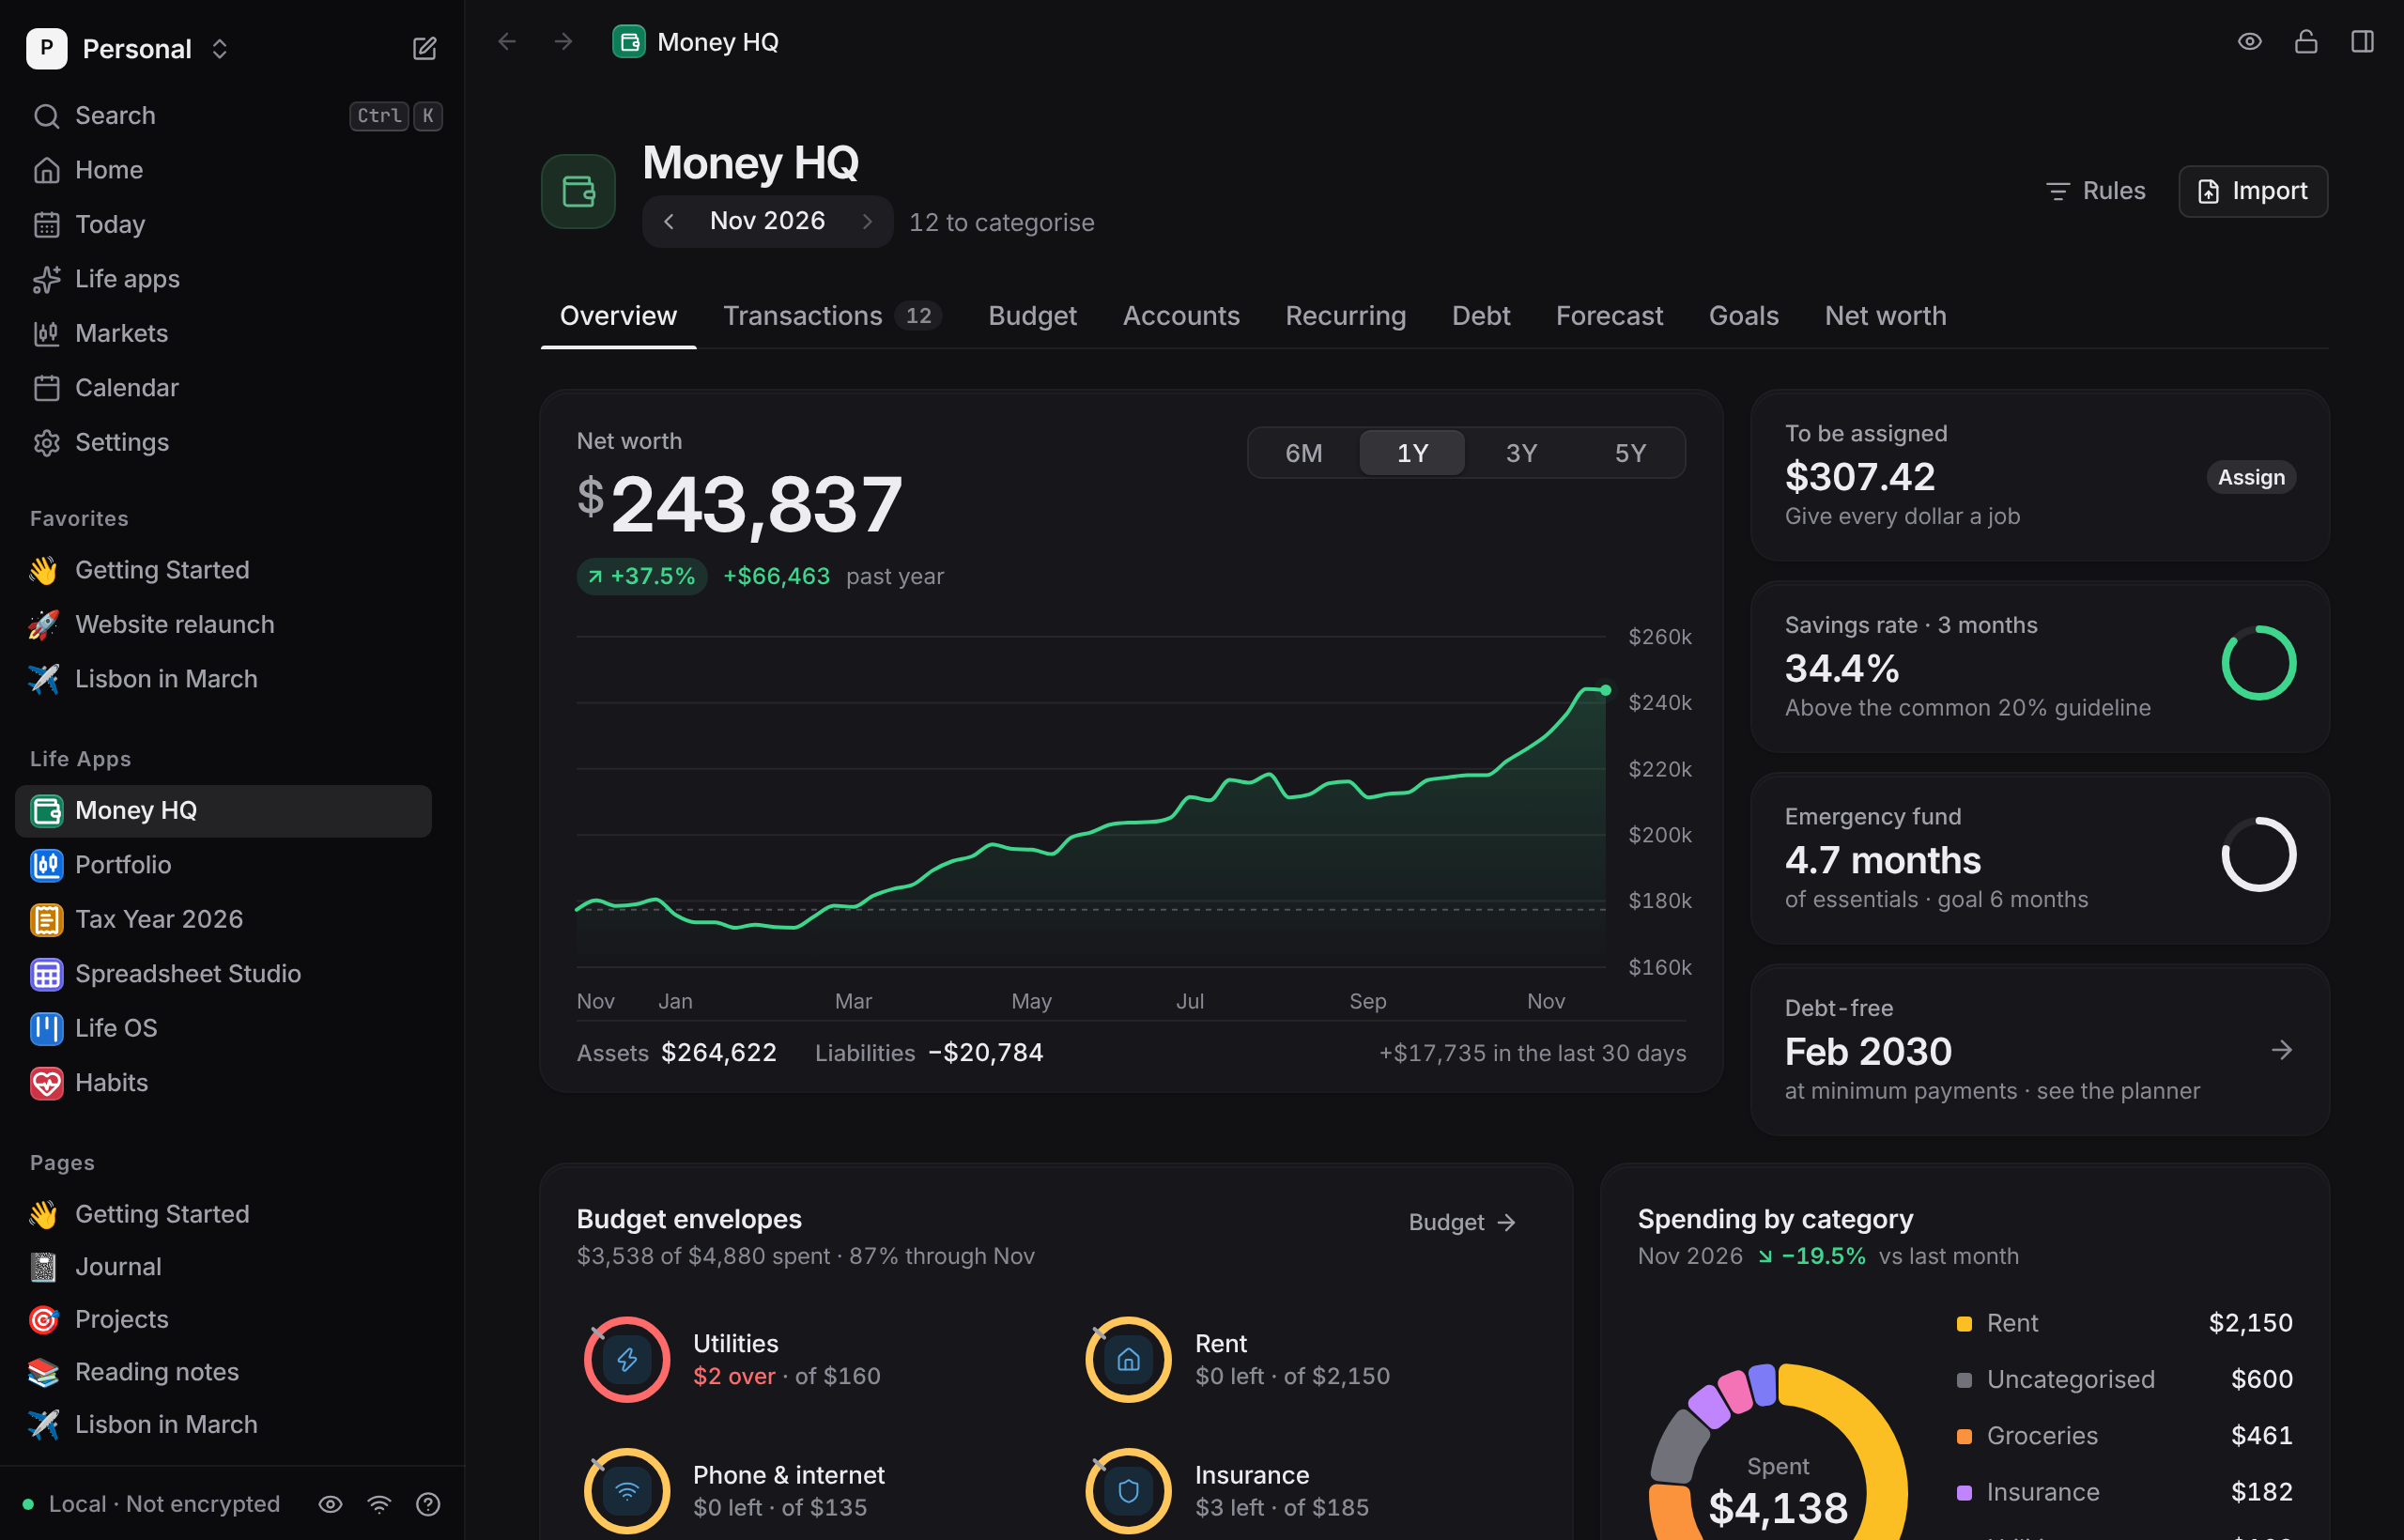 P Personal
Search Ctrl K
Home
Today
Life apps
Markets
Calendar
Settings
Favorites
Getting Started
Website relaunch
Lisbon in March
Life Apps
Money HQ
Portfolio
Tax Year 2026
Spreadsheet Studio
Life OS
Habits
Pages
Getting Started
Journal
Projects
Reading notes
Lisbon in March
Local · Not encrypted
Money HQ
Money HQ
Nov 2026 12 to categorise
Rules Import
Overview Transactions 12 Budget Accounts Recurring Debt Forecast Goals Net worth
Net worth
6M 1Y 3Y 5Y
$243,837
+37.5% +$66,463 past year
$260k
$240k
$220k
$200k
$180k
$160k
Nov Jan Mar May Jul Sep Nov
Assets $264,622 Liabilities −$20,784 +$17,735 in the last 30 days
To be assigned
$307.42
Assign
Give every dollar a job
Savings rate · 3 months
34.4%
Above the common 20% guideline
Emergency fund
4.7 months
of essentials · goal 6 months
Debt-free
Feb 2030
at minimum payments · see the planner
Budget envelopes
Budget
$3,538 of $4,880 spent · 87% through Nov
Utilities
$2 over · of $160
Rent
$0 left · of $2,150
Phone & internet
$0 left · of $135
Insurance
$3 left · of $185
Spending by category
Nov 2026 −19.5% vs last month
Spent
$4,138
Rent $2,150
Uncategorised $600
Groceries $461
Insurance $182